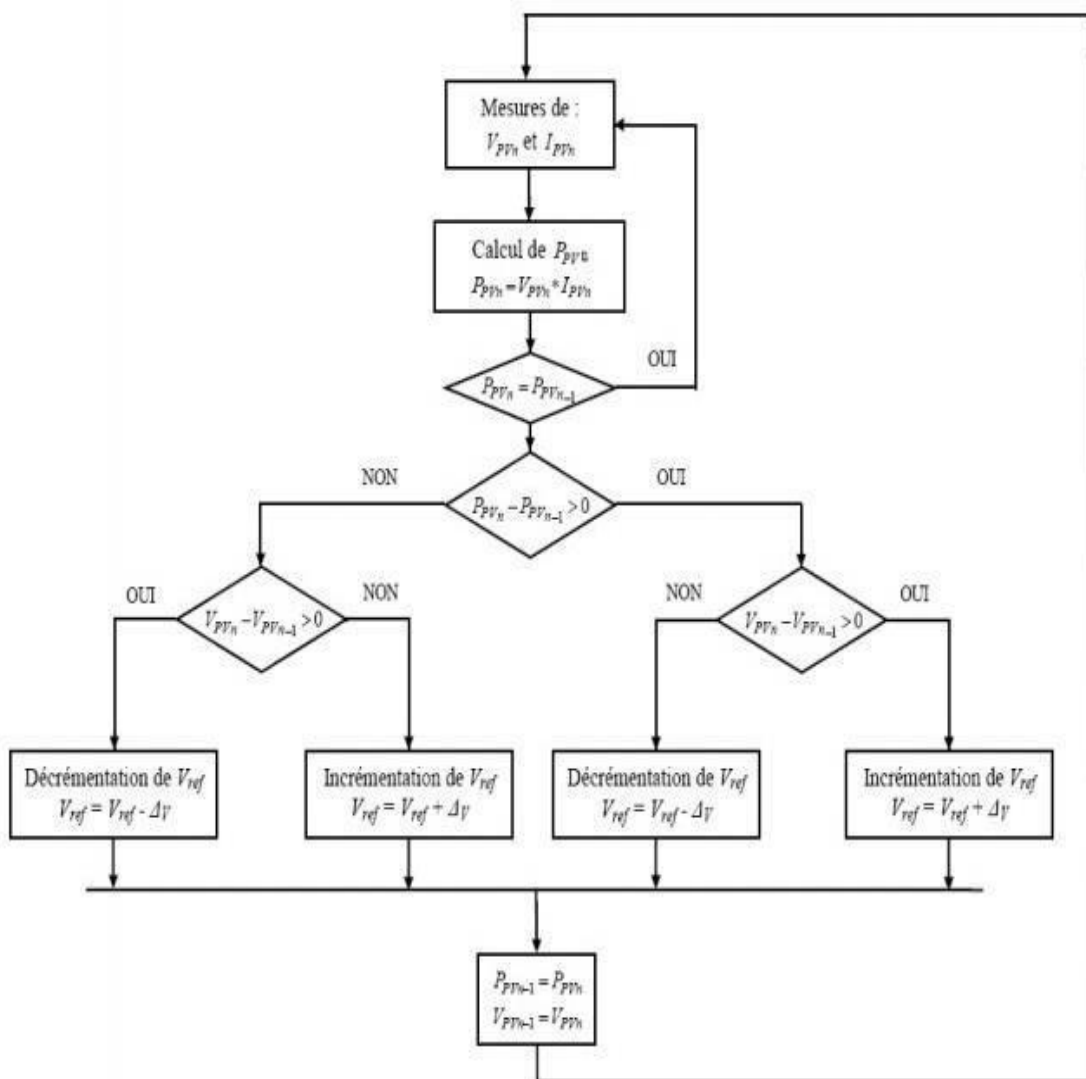 Mesures de :
V_PVn et I_PVn
Calcul de P_PVn
P_PVn = V_PVn * I_PVn
OUI
P_PVn = P_PVn-1
NON
OUI
P_PVn - P_PVn-1 > 0
OUI
NON
NON
OUI
V_PVn - V_PVn-1 > 0
V_PVn - V_PVn-1 > 0
Décrémentation de V_ref
V_ref = V_ref - Δ_V
Incrémentation de V_ref
V_ref = V_ref + Δ_V
Décrémentation de V_ref
V_ref = V_ref - Δ_V
Incrémentation de V_ref
V_ref = V_ref + Δ_V
P_PVn-1 = P_PVn
V_PVn-1 = V_PVn